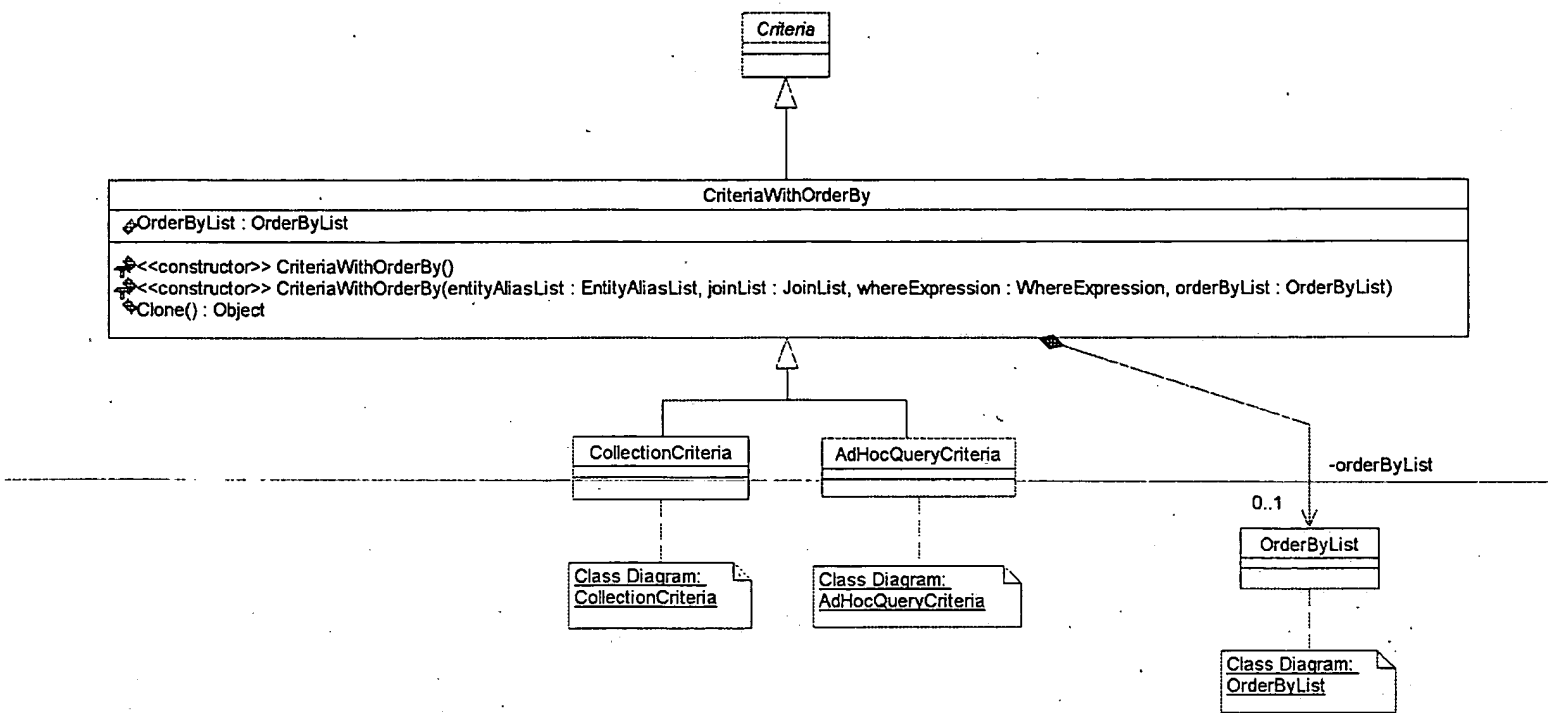 Criteria
CriteriaWithOrderBy
OrderByList : OrderByList
<<constructor>> CriteriaWithOrderBy()
<<constructor>> CriteriaWithOrderBy(entityAliasList : EntityAliasList, joinList : JoinList, whereExpression : WhereExpression, orderByList : OrderByList)
Clone() : Object
CollectionCriteria
AdHocQueryCriteria
-orderByList
0..1
OrderByList
Class Diagram:
CollectionCriteria
Class Diagram:
AdHocQueryCriteria
Class Diagram:
OrderByList